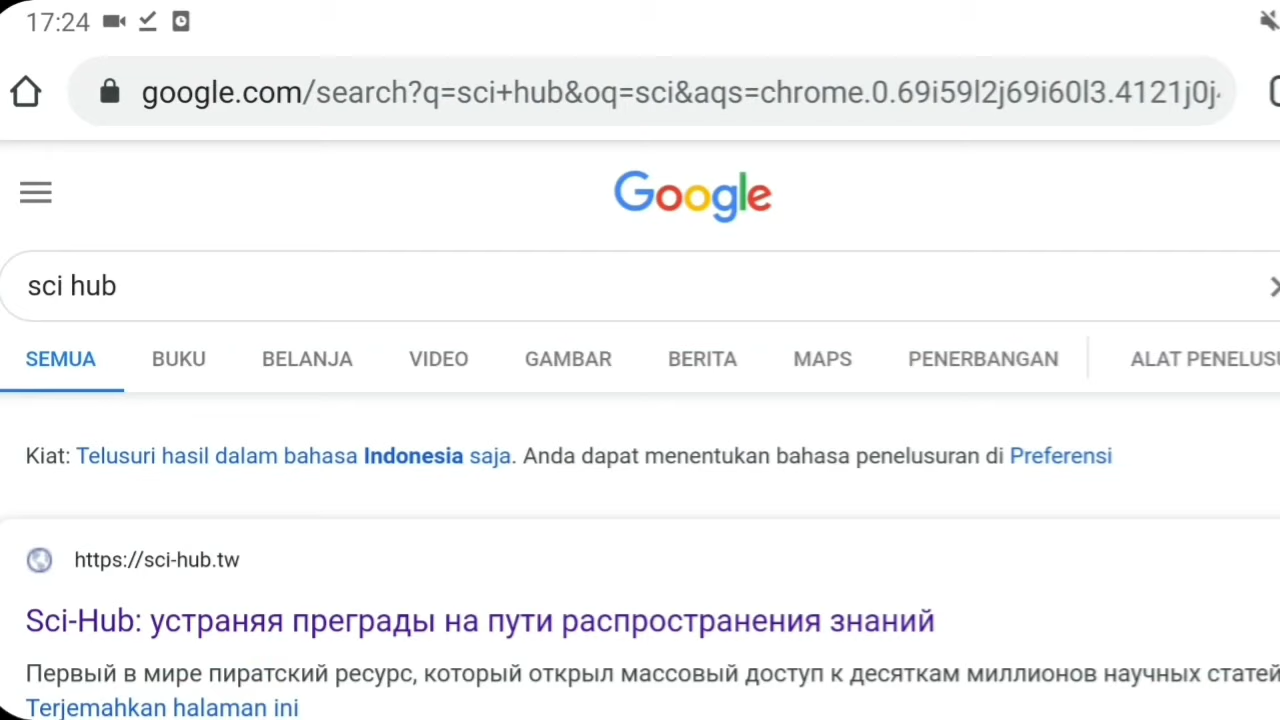 17:24
google.com/search?q=sci+hub&oq=sci&aqs=chrome.0.69i59l2j69i60l3.4121j0j
Google
sci hub
SEMUA BUKU BELANJA VIDEO GAMBAR BERITA MAPS PENERBANGAN ALAT PENELUSU
Kiat: Telusuri hasil dalam bahasa Indonesia saja. Anda dapat menentukan bahasa penelusuran di Preferensi
https://sci-hub.tw
Sci-Hub: устраняя преграды на пути распространения знаний
Первый в мире пиратский ресурс, который открыл массовый доступ к десяткам миллионов научных статей
Terjemahkan halaman ini